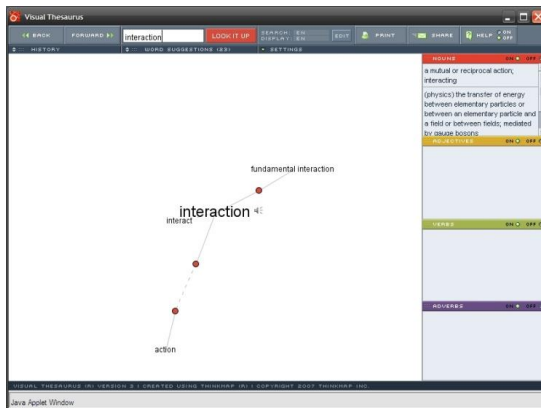 Visual Thesaurus
BACK
FORWARD
interaction
LOOK IT UP
SEARCH: EN
DISPLAY: EN
EDIT
PRINT
SHARE
HELP
ON
OFF
HISTORY
WORD SUGGESTIONS (23)
SETTINGS
NOUNS ON OFF
a mutual or reciprocal action;
interacting
(physics) the transfer of energy
between elementary particles or
between an elementary particle and
a field or between fields; mediated
by gauge bosons
ADJECTIVES ON OFF
fundamental interaction
interaction
interact
VERBS ON OFF
ADVERBS ON OFF
action
VISUAL THESAURUS (R) VERSION 3 | CREATED USING THINKMAP (R) | COPYRIGHT 2007 THINKMAP INC.
Java Applet Window